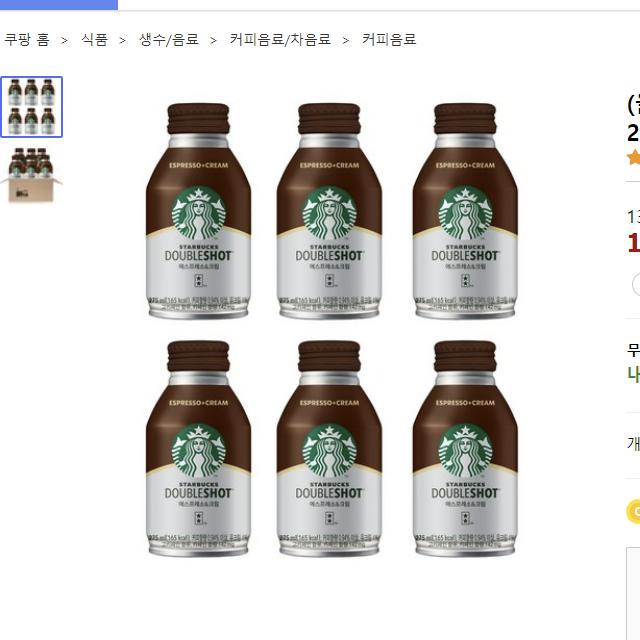 쿠팡 홈 > 식품 > 생수/음료 > 커피음료/차음료 > 커피음료
ESPRESSO+CREAM ESPRESSO+CREAM ESPRESSO+CREAM
STARBUCKS STARBUCKS STARBUCKS
DOUBLESHOT DOUBLESHOT DOUBLESHOT
에스프레소&크림 에스프레소&크림 에스프레소&크림
275 ml(165 kcal) 275 ml(165 kcal) 275 ml(165 kcal)
ESPRESSO+CREAM ESPRESSO+CREAM ESPRESSO+CREAM
STARBUCKS STARBUCKS STARBUCKS
DOUBLESHOT DOUBLESHOT DOUBLESHOT
에스프레소&크림 에스프레소&크림 에스프레소&크림
275 ml(165 kcal) 275 ml(165 kcal) 275 ml(165 kcal)
2
1
무
내
개